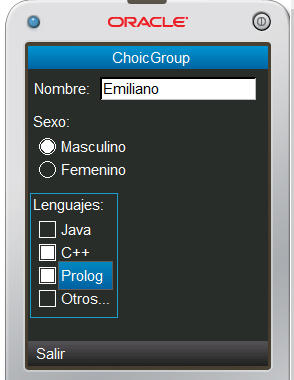 ORACLE
ChoicGroup
Nombre: Emiliano
Sexo:
Masculino
Femenino
Lenguajes:
Java
C++
Prolog
Otros...
Salir